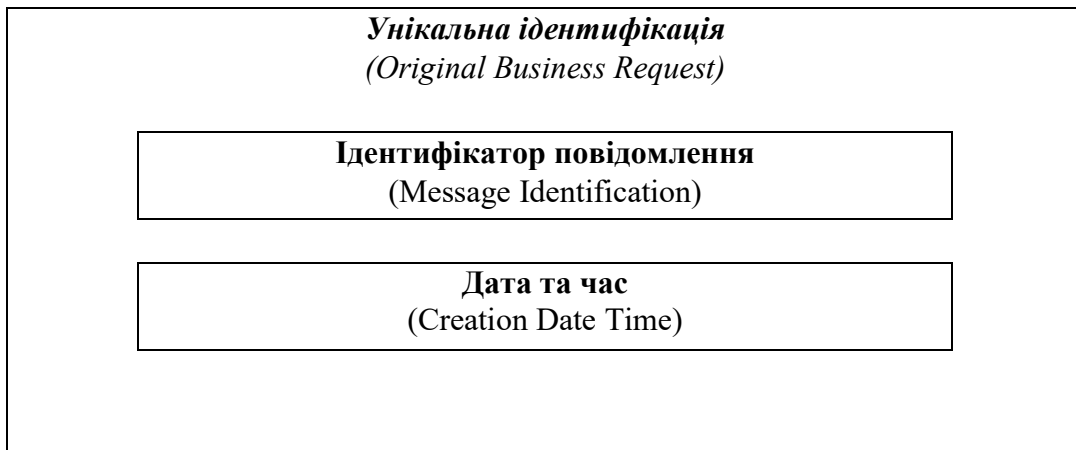 Унікальна ідентифікація
(Original Business Request)
Ідентифікатор повідомлення
(Message Identification)
Дата та час
(Creation Date Time)